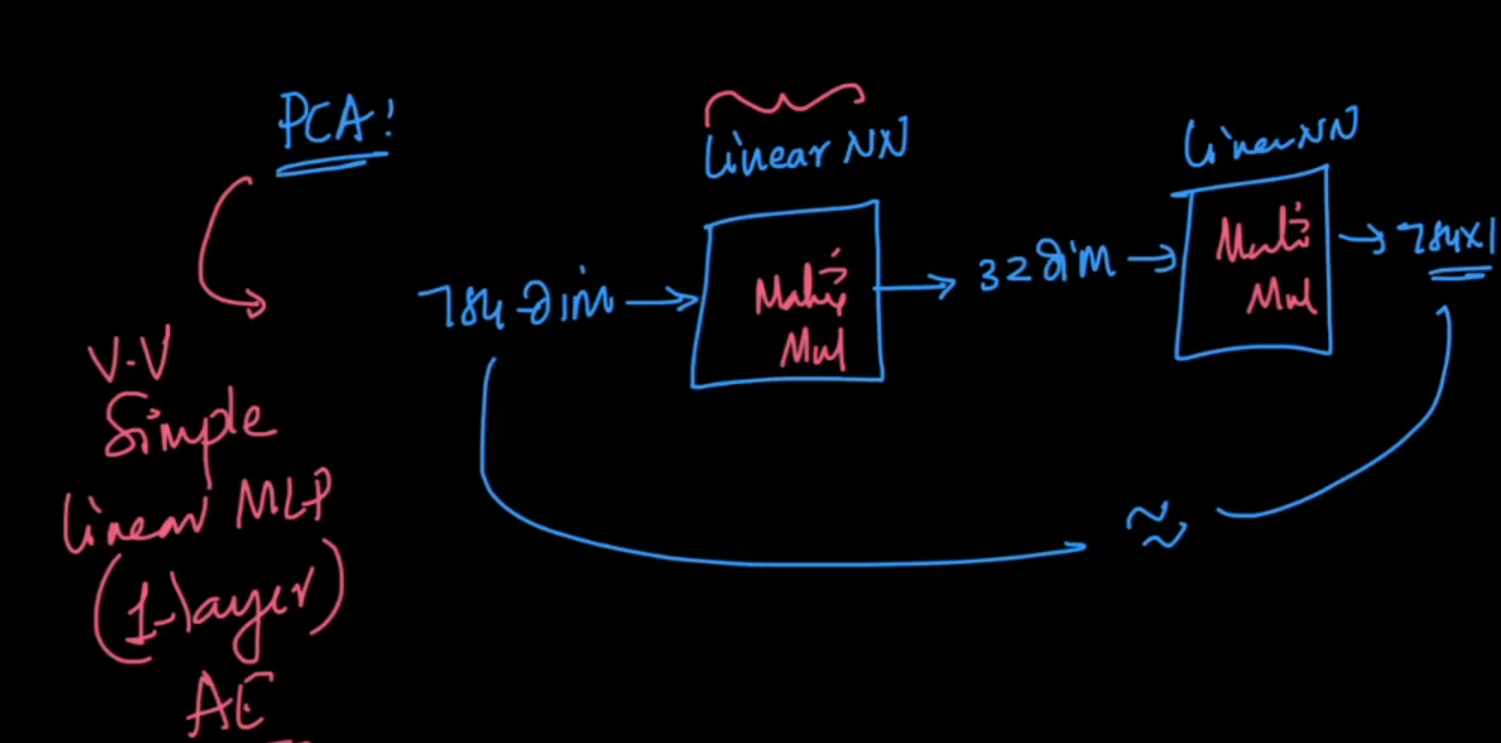 PCA!
Linear NN
Linear NN
784-dim → Matrix Mul → 32 dim → Matrix Mul → 784x1
≈
V-V
Simple
Linear MLP
(1-layer)
AE